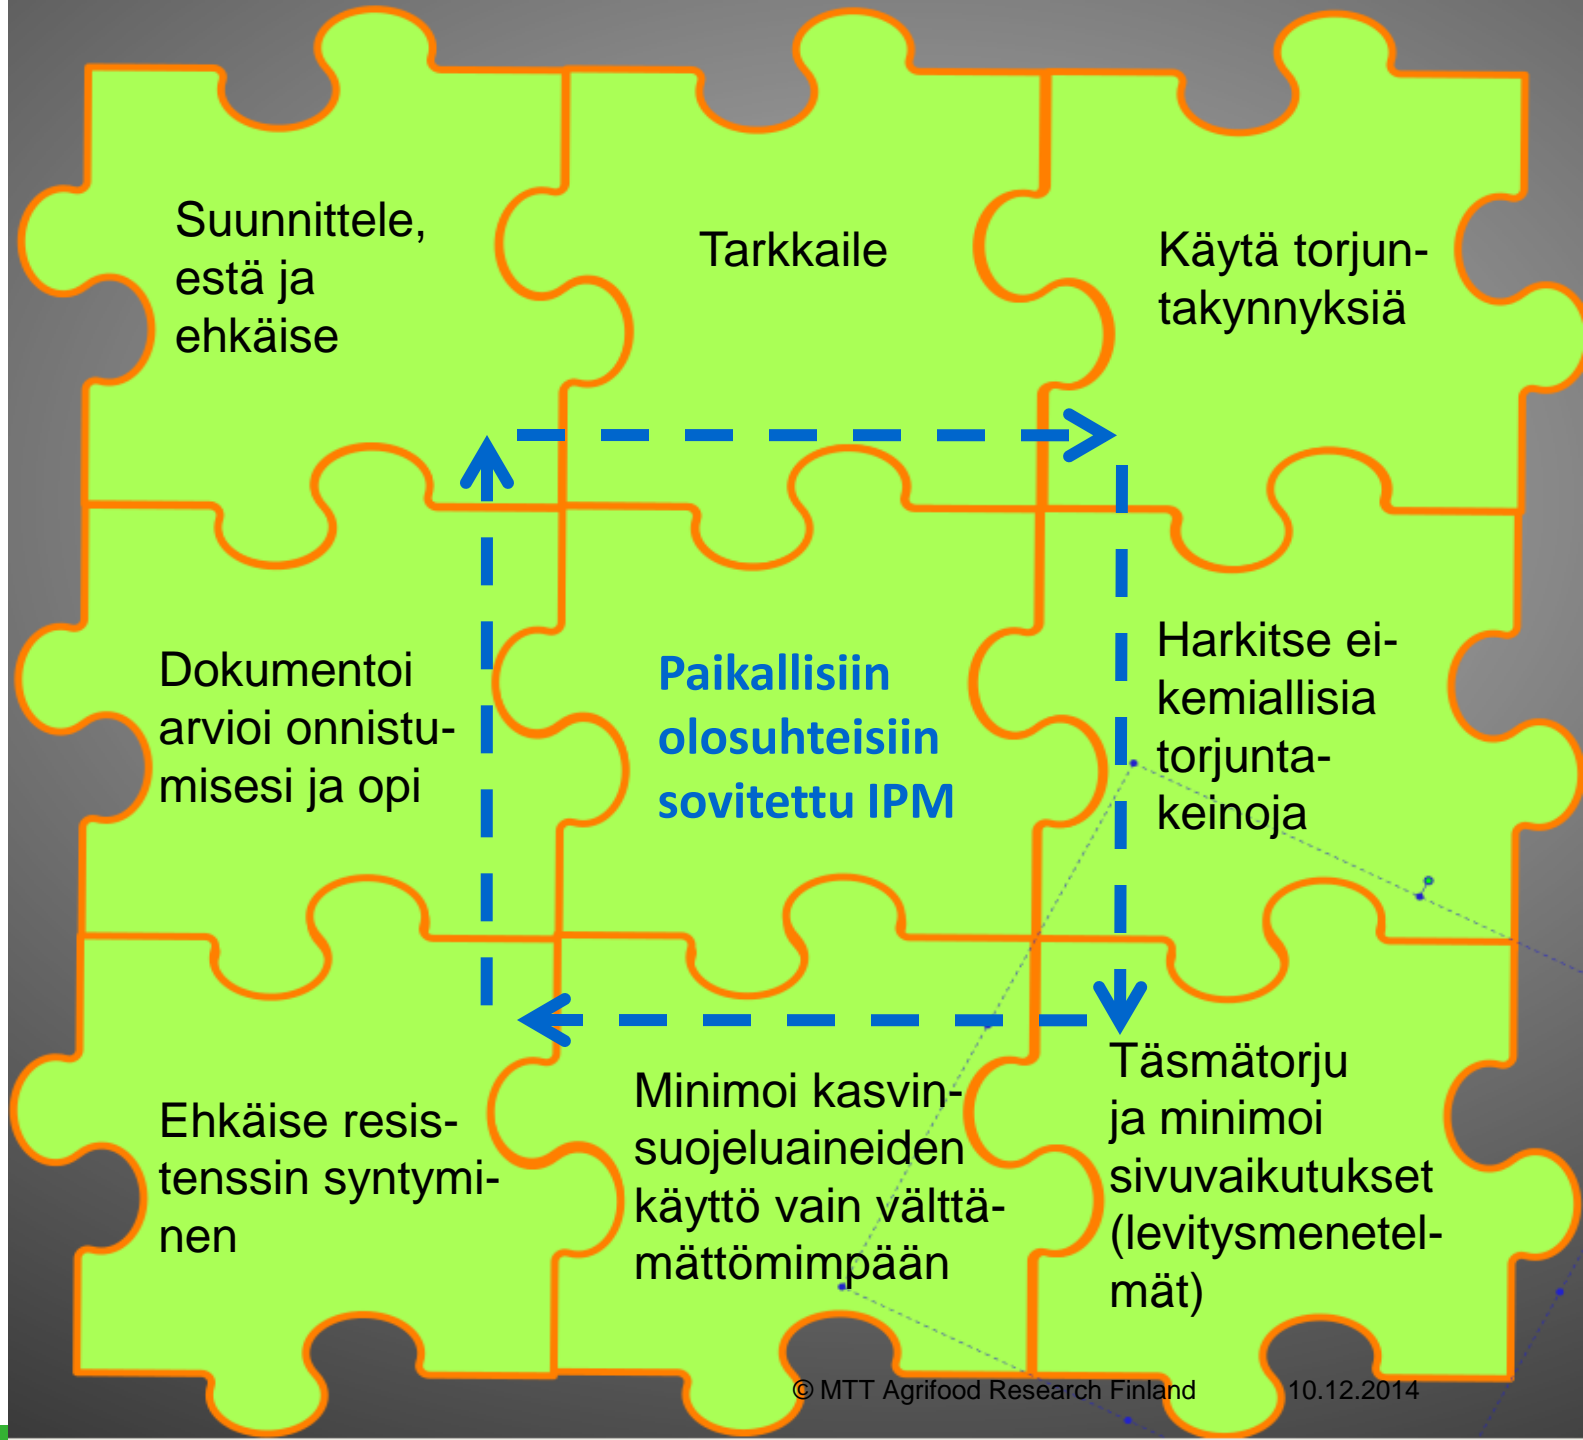 Suunnittele,
estä ja
ehkäise
Tarkkaile
Käytä torjun-
takynnyksiä
Dokumentoi
arvioi onnistu-
misesi ja opi
Paikallisiin
olosuhteisiin
sovitettu IPM
Harkitse ei-
kemiallisia
torjunta-
keinoja
Ehkäise resis-
tenssin syntymi-
nen
Minimoi kasvin-
suojeluaineiden
käyttö vain välttä-
mättömimpään
Täsmätorju
ja minimoi
sivuvaikutukset
(levitysmenetel-
mät)
© MTT Agrifood Research Finland 10.12.2014